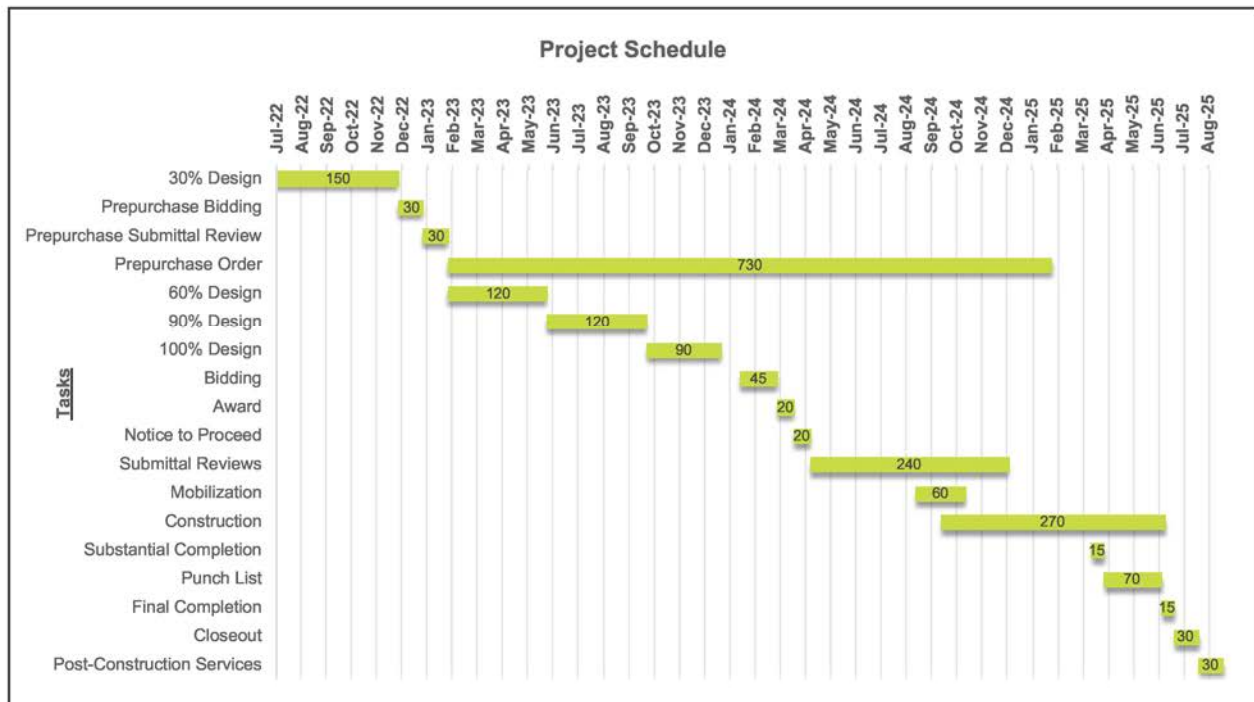 Project Schedule
Jul-22 Aug-22 Sep-22 Oct-22 Nov-22 Dec-22 Jan-23 Feb-23 Mar-23 Apr-23 May-23 Jun-23 Jul-23 Aug-23 Sep-23 Oct-23 Nov-23 Dec-23 Jan-24 Feb-24 Mar-24 Apr-24 May-24 Jun-24 Jul-24 Aug-24 Sep-24 Oct-24 Nov-24 Dec-24 Jan-25 Feb-25 Mar-25 Apr-25 May-25 Jun-25 Jul-25 Aug-25
Tasks
30% Design 150
Prepurchase Bidding 30
Prepurchase Submittal Review 30
Prepurchase Order 730
60% Design 120
90% Design 120
100% Design 90
Bidding 45
Award 20
Notice to Proceed 20
Submittal Reviews 240
Mobilization 60
Construction 270
Substantial Completion 15
Punch List 70
Final Completion 15
Closeout 30
Post-Construction Services 30